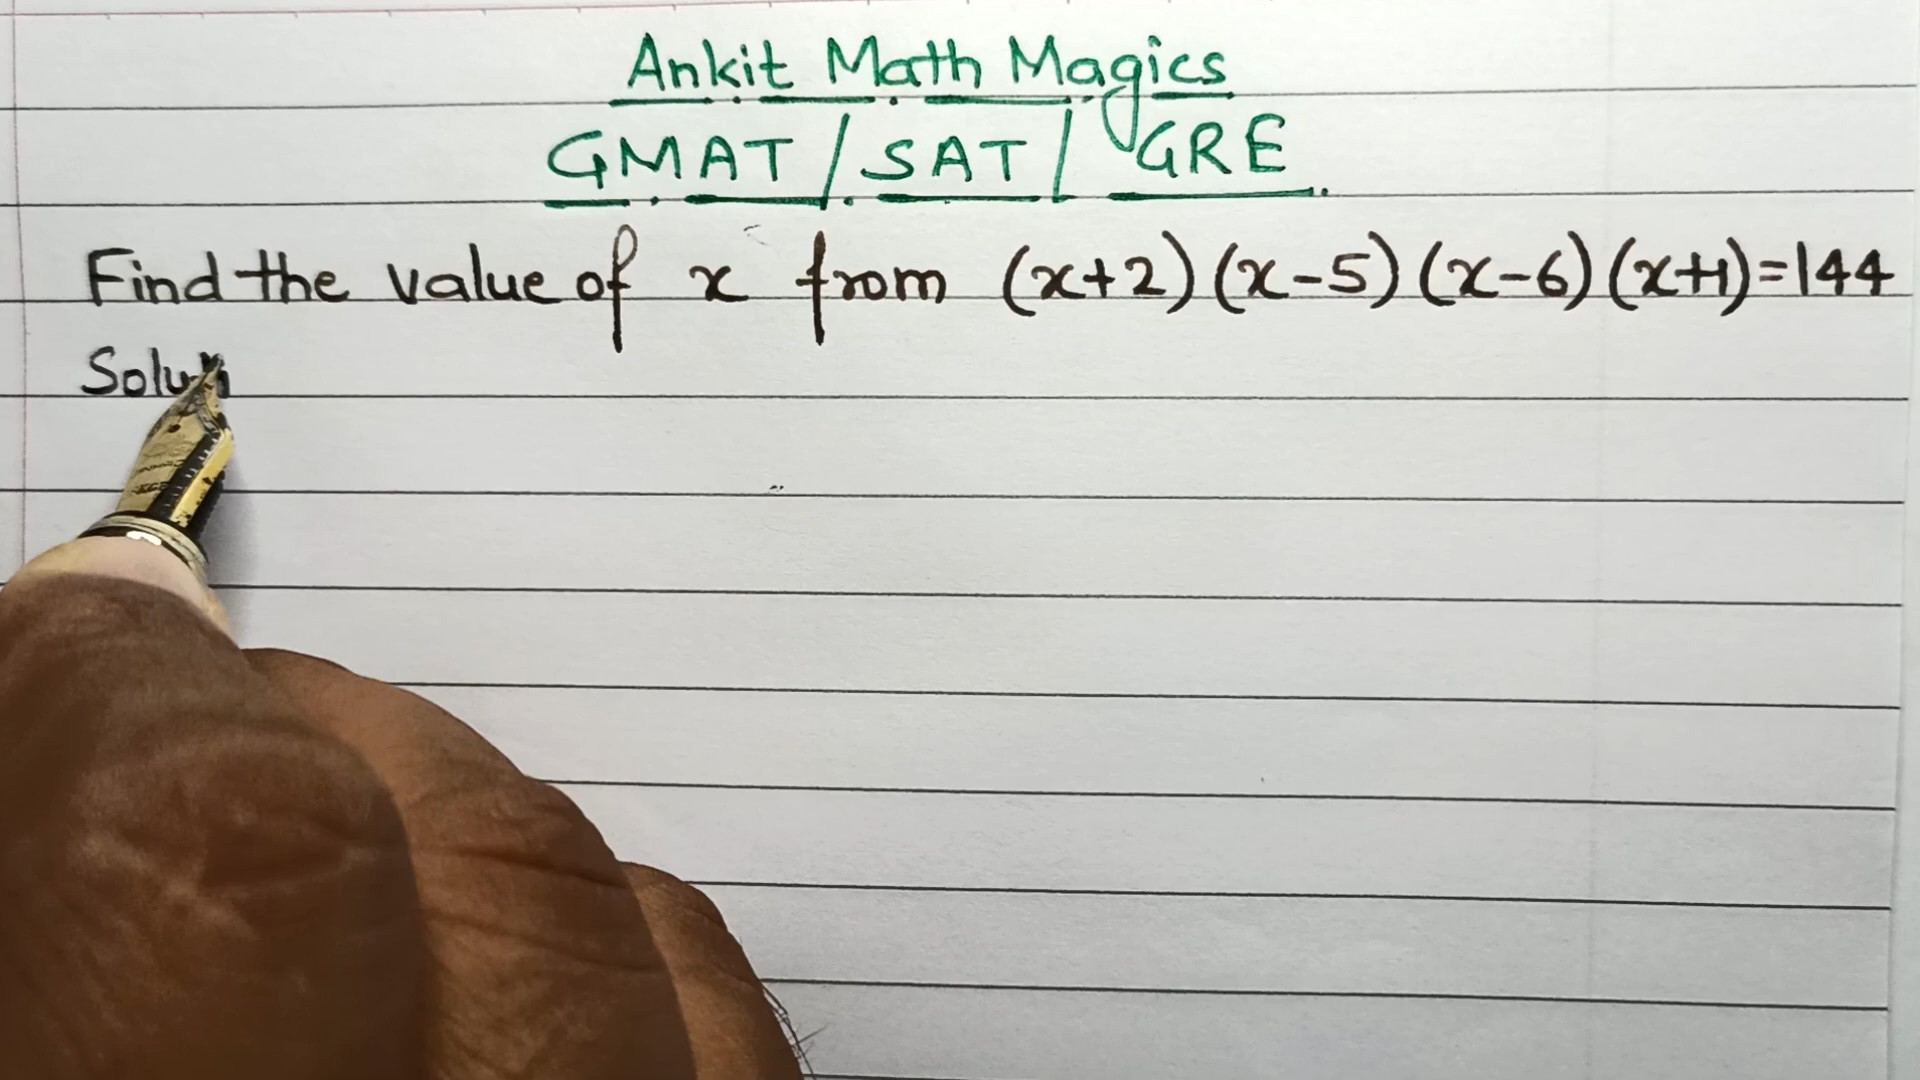 Ankit Math Magics
GMAT / SAT / GRE
Find the value of x from (x+2)(x-5)(x-6)(x+1)=144